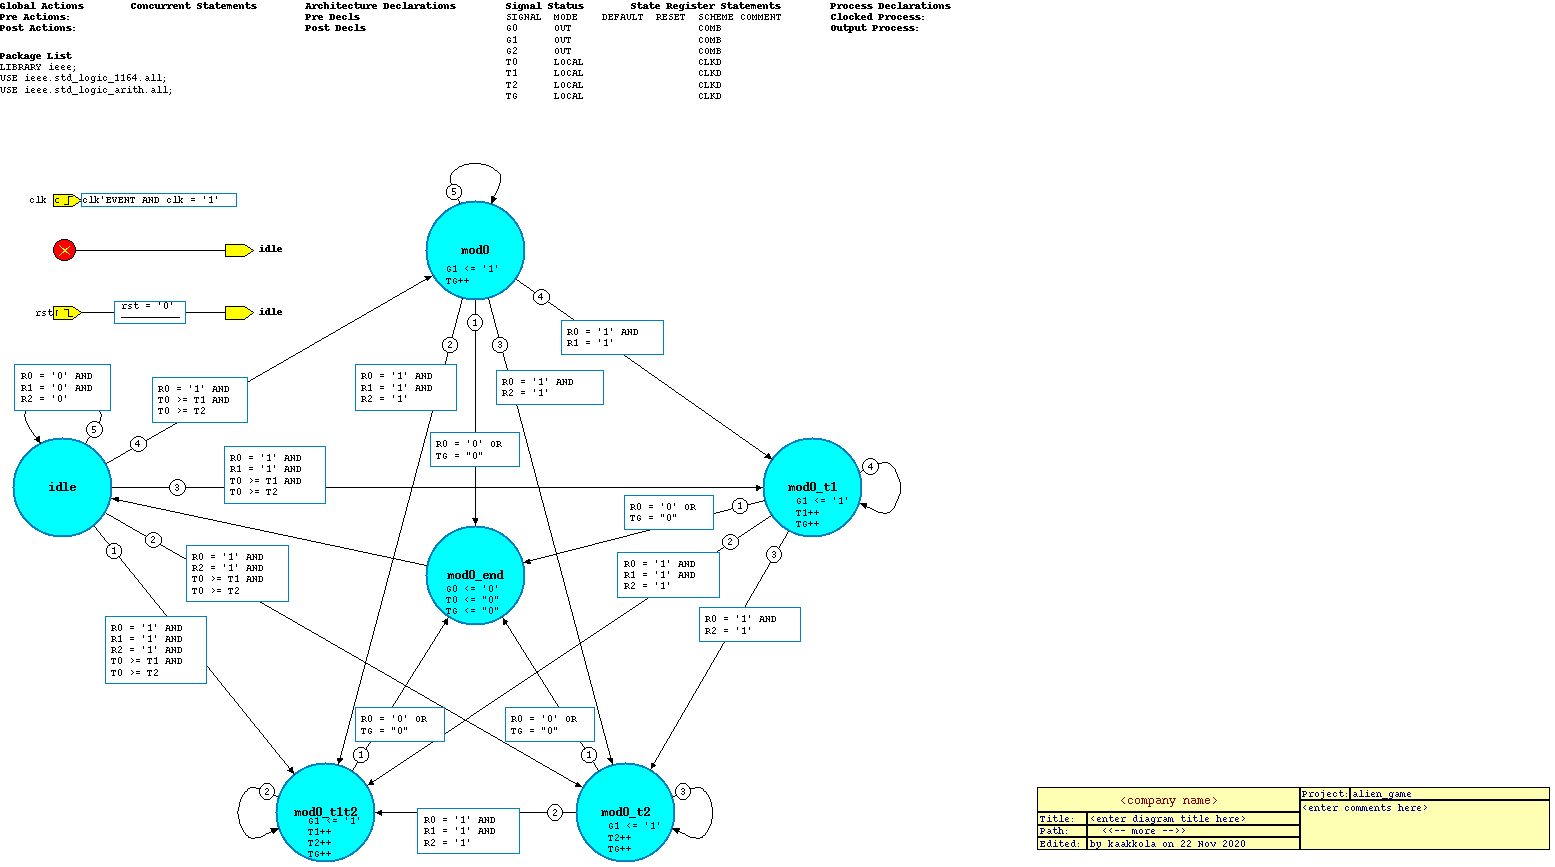 Global Actions
Pre Actions:
Post Actions:
Concurrent Statements
Architecture Declarations
Pre Decls
Post Decls
Signal Status
State Register Statements
SIGNAL MODE DEFAULT RESET SCHEME COMMENT
G0 OUT COMB
G1 OUT COMB
G2 OUT COMB
T0 LOCAL CLKD
T1 LOCAL CLKD
T2 LOCAL CLKD
TG LOCAL CLKD
Process Declarations
Clocked Process:
Output Process:
Package List
LIBRARY ieee;
USE ieee.std_logic_1164.all;
USE ieee.std_logic_arith.all;
clk
clk'EVENT AND clk = '1'
idle
rst
rst = '0'
idle
5
mod0
G1 <= '1'
TG++
4
R0 = '1' AND
R1 = '1'
1
2
3
R0 = '1' AND
R1 = '1' AND
R2 = '1'
R0 = '1' AND
R2 = '1'
R0 = '0' AND
R1 = '0' AND
R2 = '0'
5
R0 = '1' AND
T0 >= T1 AND
T0 >= T2
4
R0 = '0' OR
TG = "0"
idle
3
R0 = '1' AND
R1 = '1' AND
T0 >= T1 AND
T0 >= T2
mod0_t1
G1 <= '1'
T1++
TG++
4
R0 = '0' OR
TG = "0"
1
2
3
1
2
R0 = '1' AND
R2 = '1' AND
T0 >= T1 AND
T0 >= T2
mod0_end
G0 <= '0'
T0 <= "0"
TG <= "0"
R0 = '1' AND
R1 = '1' AND
R2 = '1'
R0 = '1' AND
R2 = '1'
R0 = '1' AND
R1 = '1' AND
R2 = '1' AND
T0 >= T1 AND
T0 >= T2
R0 = '0' OR
TG = "0"
1
R0 = '0' OR
TG = "0"
1
2
mod0_t1t2
G1 <= '1'
T1++
T2++
TG++
R0 = '1' AND
R1 = '1' AND
R2 = '1'
2
mod0_t2
G1 <= '1'
T2++
TG++
3
<company name>
Project: alien_game
<enter comments here>
Title: <enter diagram title here>
Path: <<-- more -->>
Edited: by kaakkola on 22 Nov 2020